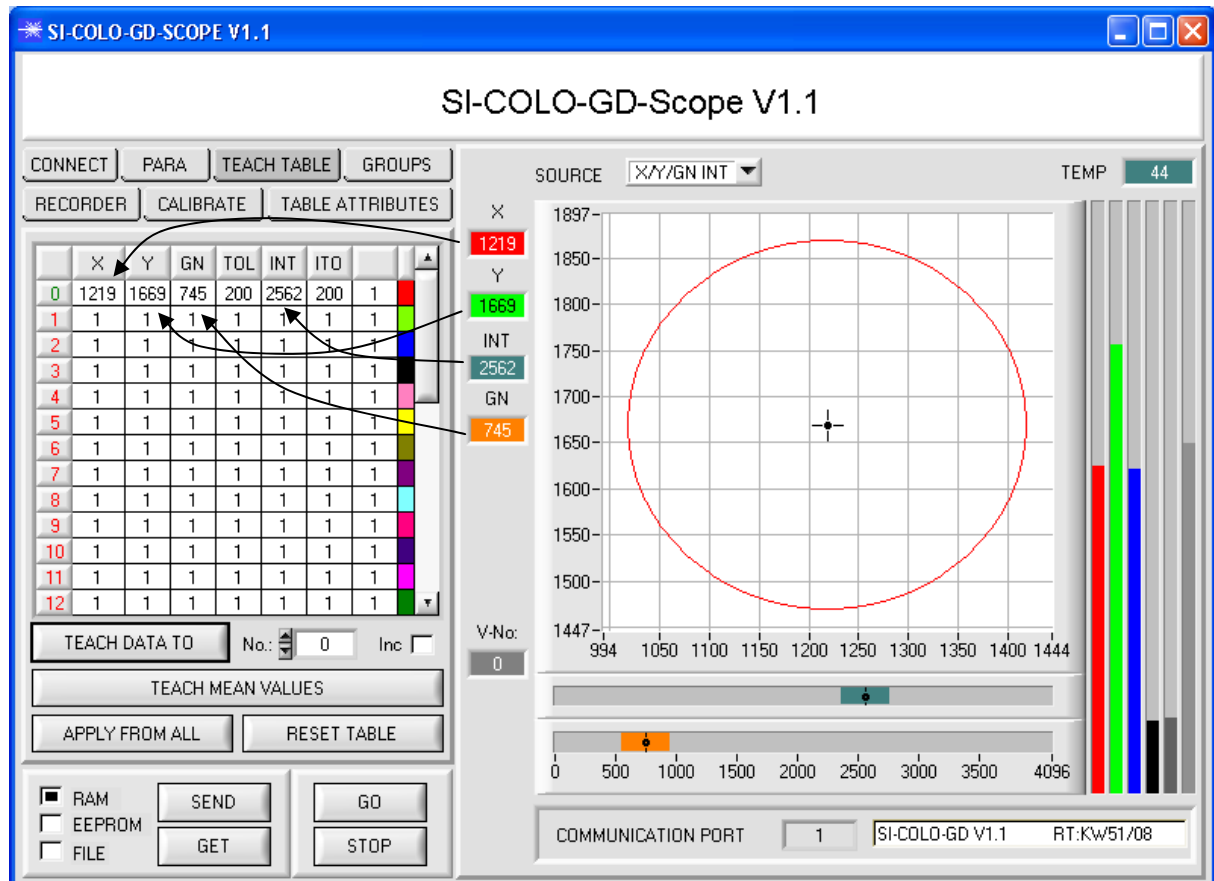 SI-COLO-GD-SCOPE V1.1
SI-COLO-GD-Scope V1.1
CONNECT PARA TEACH TABLE GROUPS
RECORDER CALIBRATE TABLE ATTRIBUTES
X Y GN TOL INT ITO
0 1219 1669 745 200 2562 200 1
1 1 1 1 1 1 1 1
2 1 1 1 1 1 1 1
3 1 1 1 1 1 1 1
4 1 1 1 1 1 1 1
5 1 1 1 1 1 1 1
6 1 1 1 1 1 1 1
7 1 1 1 1 1 1 1
8 1 1 1 1 1 1 1
9 1 1 1 1 1 1 1
10 1 1 1 1 1 1 1
11 1 1 1 1 1 1 1
12 1 1 1 1 1 1 1
TEACH DATA TO No.: 0 Inc
TEACH MEAN VALUES
APPLY FROM ALL RESET TABLE
RAM
EEPROM
FILE
SEND
GET
GO
STOP
X
1219
Y
1669
INT
2562
GN
745
V-No:
0
SOURCE X/Y/GN INT
TEMP 44
1897
1850
1800
1750
1700
1650
1600
1550
1500
1447
994 1050 1100 1150 1200 1250 1300 1350 1400 1444
0 500 1000 1500 2000 2500 3000 3500 4096
COMMUNICATION PORT 1 SI-COLO-GD V1.1 RT:KW51/08